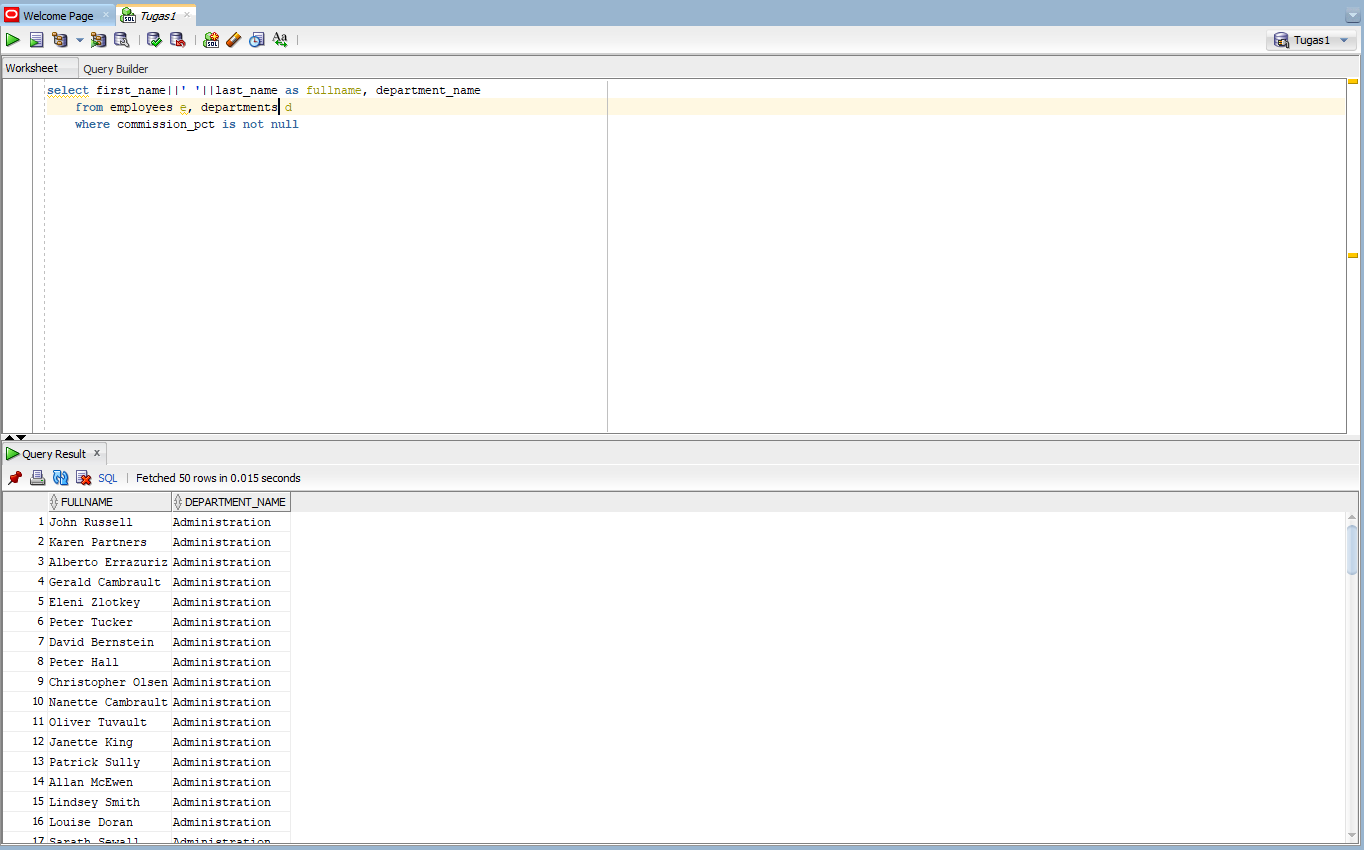 Welcome Page
Tugas1
Tugas1
Worksheet
Query Builder
select first_name||' '||last_name as fullname, department_name
from employees e, departments d
where commission_pct is not null
Query Result
SQL
Fetched 50 rows in 0.015 seconds
FULLNAME DEPARTMENT_NAME
1 John Russell Administration
2 Karen Partners Administration
3 Alberto Errazuriz Administration
4 Gerald Cambrault Administration
5 Eleni Zlotkey Administration
6 Peter Tucker Administration
7 David Bernstein Administration
8 Peter Hall Administration
9 Christopher Olsen Administration
10 Nanette Cambrault Administration
11 Oliver Tuvault Administration
12 Janette King Administration
13 Patrick Sully Administration
14 Allan McEwen Administration
15 Lindsey Smith Administration
16 Louise Doran Administration
17 Sarath Sewall Administration